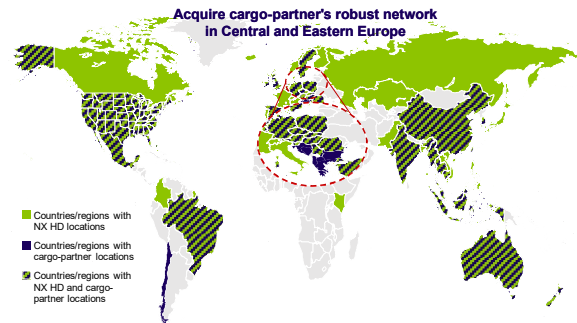 Acquire cargo-partner's robust network
in Central and Eastern Europe
Countries/regions with
NX HD locations
Countries/regions with
cargo-partner locations
Countries/regions with
NX HD and cargo-
partner locations